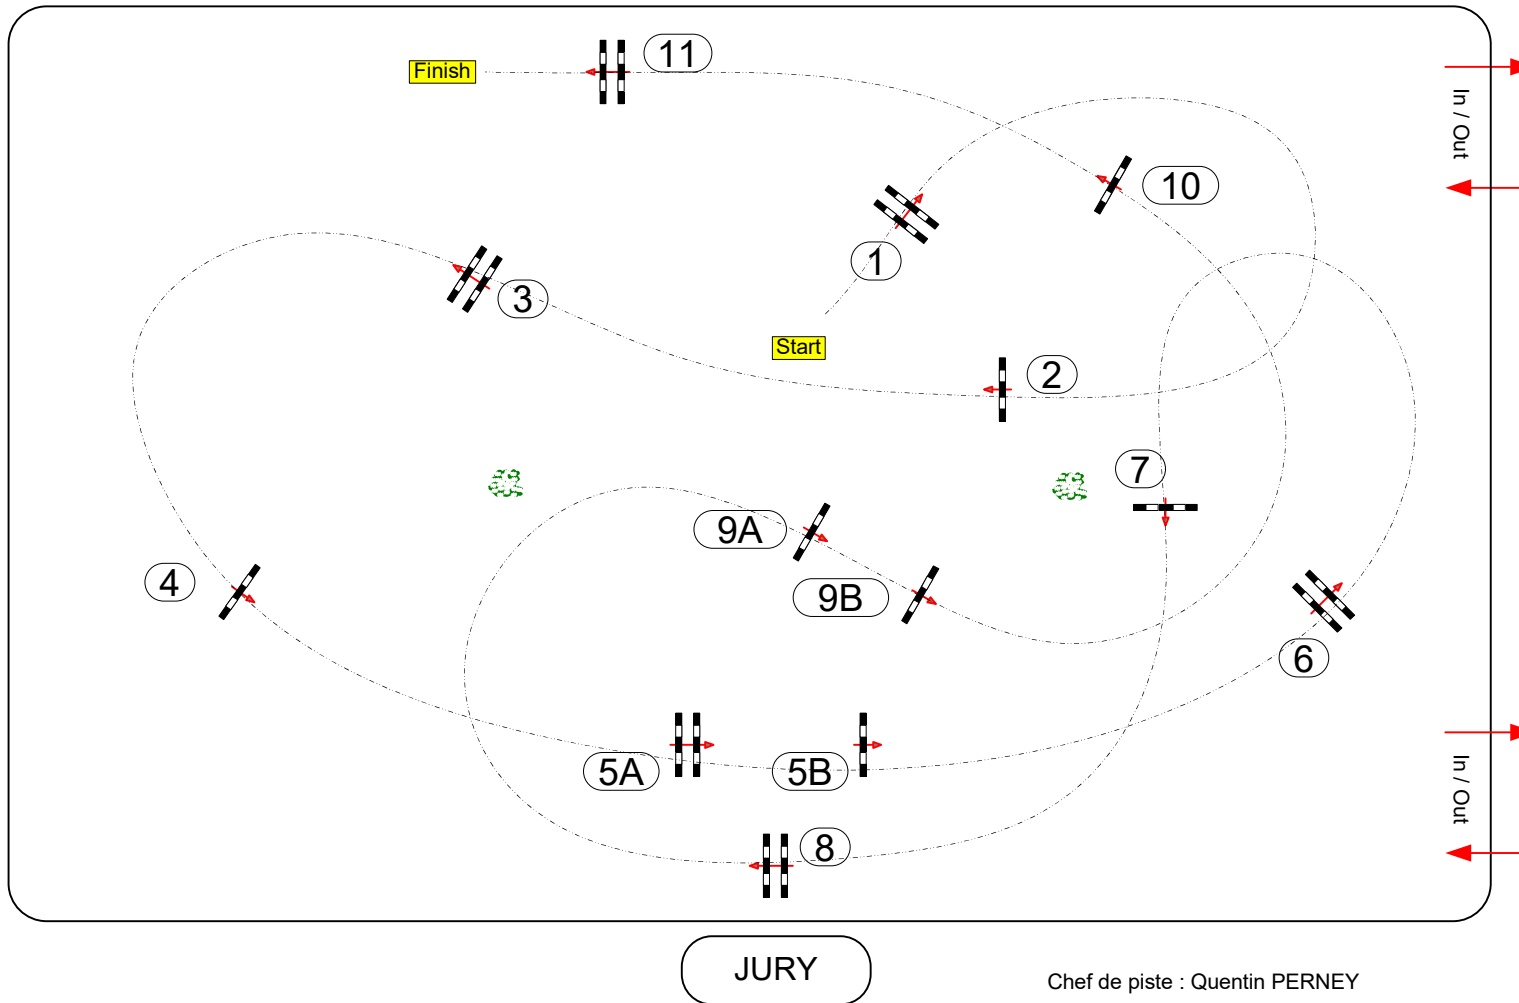 Finish
11
In / Out
10
1
3
Start
2
7
9A
4
9B
6
5A
5B
8
In / Out
JURY
Chef de piste : Quentin PERNEY